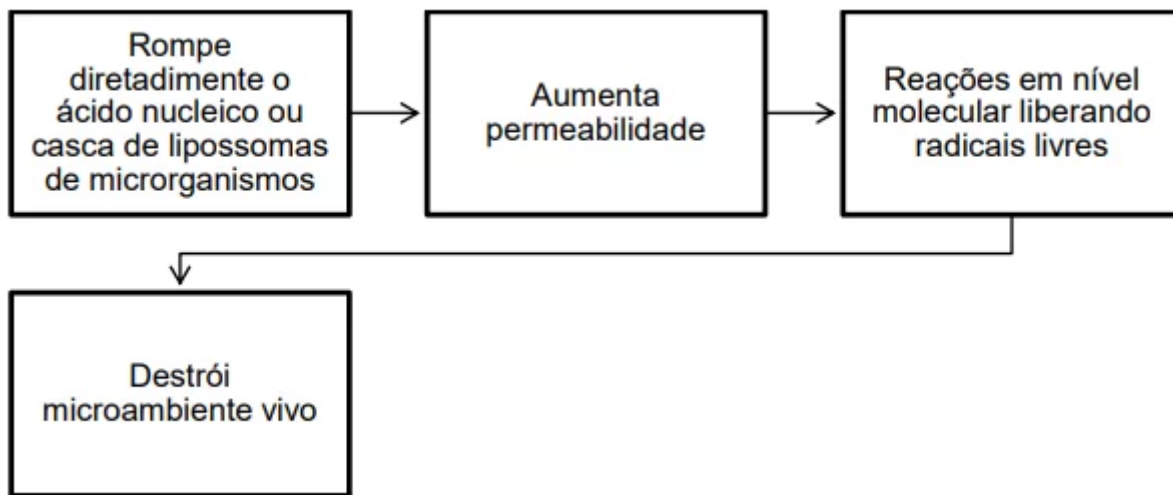 Rompe
diretadimente o
ácido nucleico ou
casca de lipossomas
de microrganismos
Aumenta
permeabilidade
Reações em nível
molecular liberando
radicais livres
Destrói
microambiente vivo